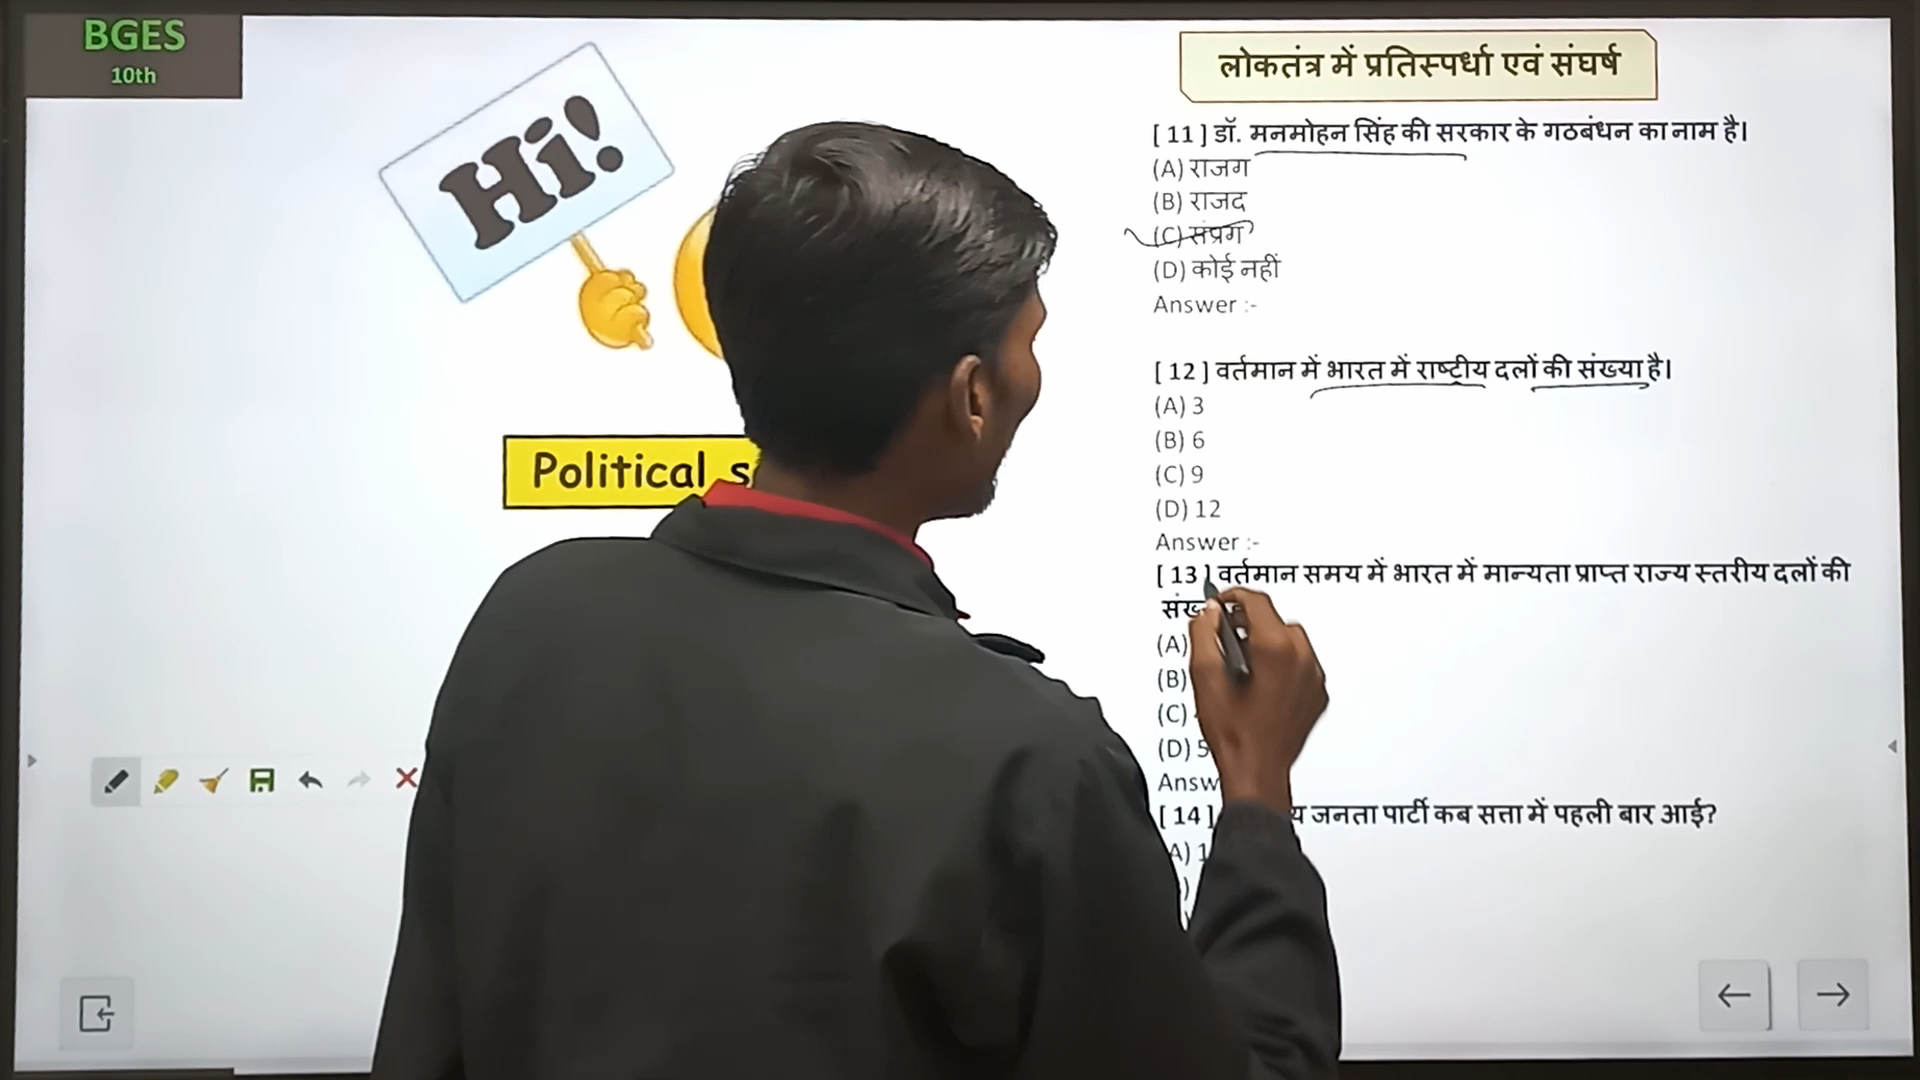 BGES
10th
Hi!
Political
लोकतंत्र में प्रतिस्पर्धा एवं संघर्ष
[ 11 ] डॉ. मनमोहन सिंह की सरकार के गठबंधन का नाम है।
(A) राजग
(B) राजद
(C) संप्रग
(D) कोई नहीं
Answer :-
[ 12 ] वर्तमान में भारत में राष्ट्रीय दलों की संख्या है।
(A) 3
(B) 6
(C) 9
(D) 12
Answer :-
[ 13 ] वर्तमान समय में भारत में मान्यता प्राप्त राज्य स्तरीय दलों की
(A)
(B)
(C)
(D) 5
[ 14 ] जनता पार्टी कब सत्ता में पहली बार आई?